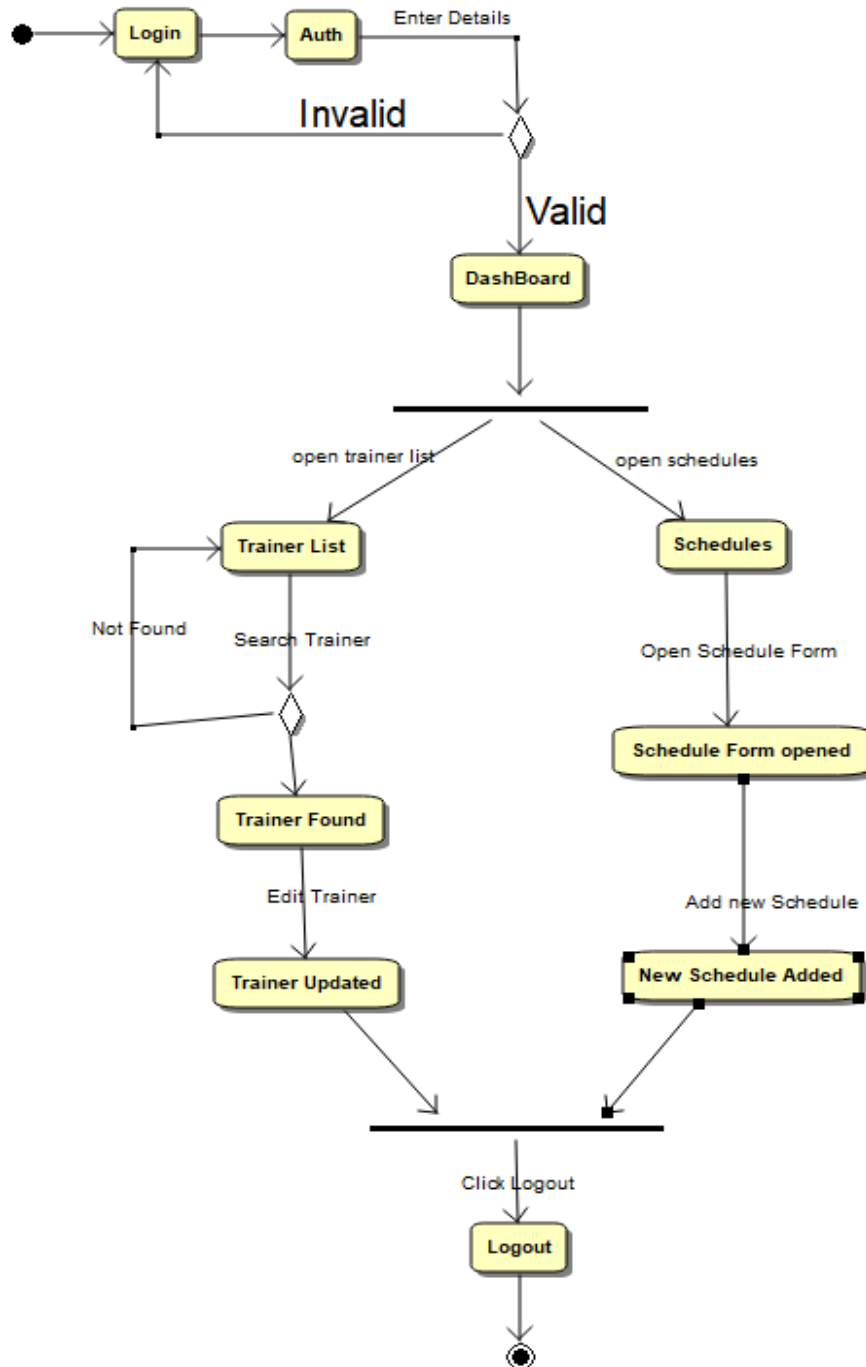 Enter Details
Login
Auth
Invalid
Valid
DashBoard
open trainer list
open schedules
Trainer List
Schedules
Not Found
Search Trainer
Open Schedule Form
Schedule Form opened
Trainer Found
Edit Trainer
Add new Schedule
Trainer Updated
New Schedule Added
Click Logout
Logout